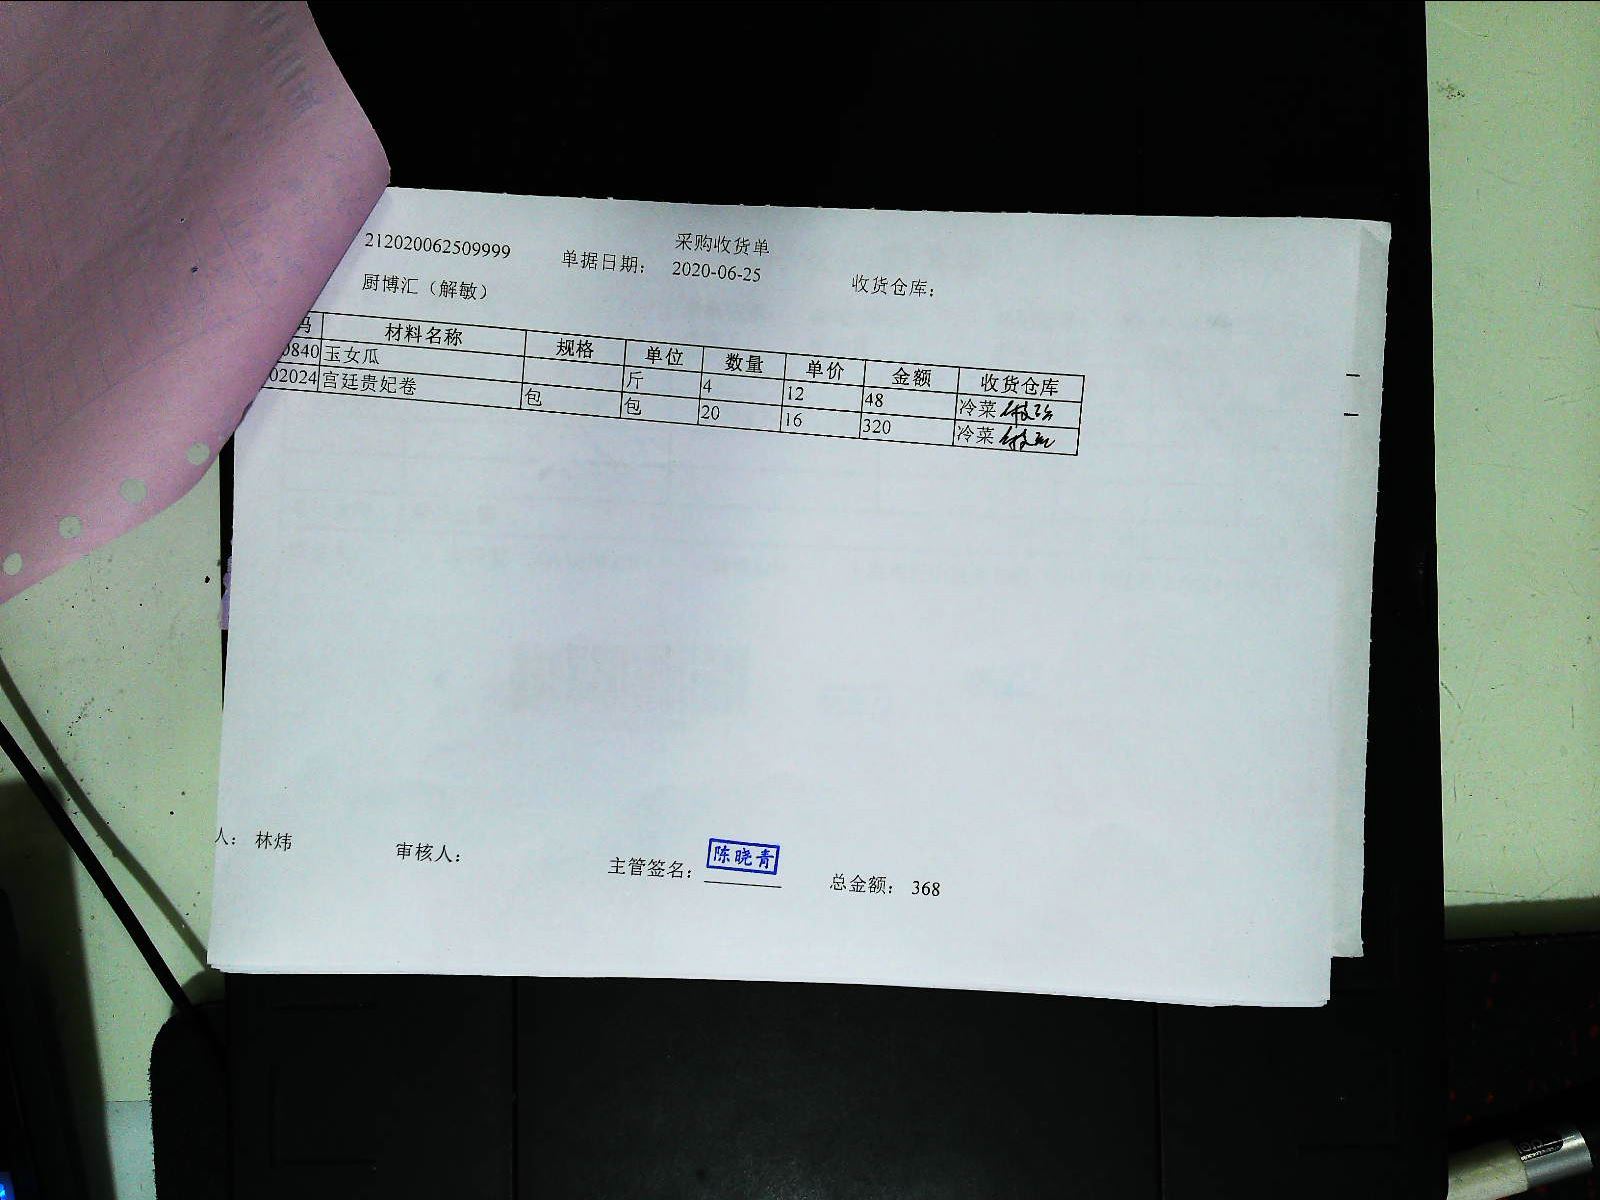 采购收货单
212020062509999 单据日期： 2020-06-25 收货仓库：
厨博汇（解敏）
码 材料名称 规格 单位 数量 单价 金额 收货仓库
0840 玉女瓜 斤 4 12 48 冷菜
02024 宫廷贵妃卷 包 包 20 16 320 冷菜
人： 林炜 审核人： 主管签名： 陈晓青 总金额： 368